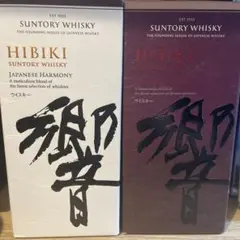 EST. 1923
SUNTORY WHISKY
THE FOUNDING HOUSE OF JAPANESE WHISKY
HIBIKI
SUNTORY WHISKY
JAPANESE HARMONY
A meticulous blend of
the finest selection of whiskies
ウイスキー
響
SUNTORY WHISKY
THE FOUNDING HOUSE OF JAPANESE WHISKY
HIBIKI
ウイスキー
響